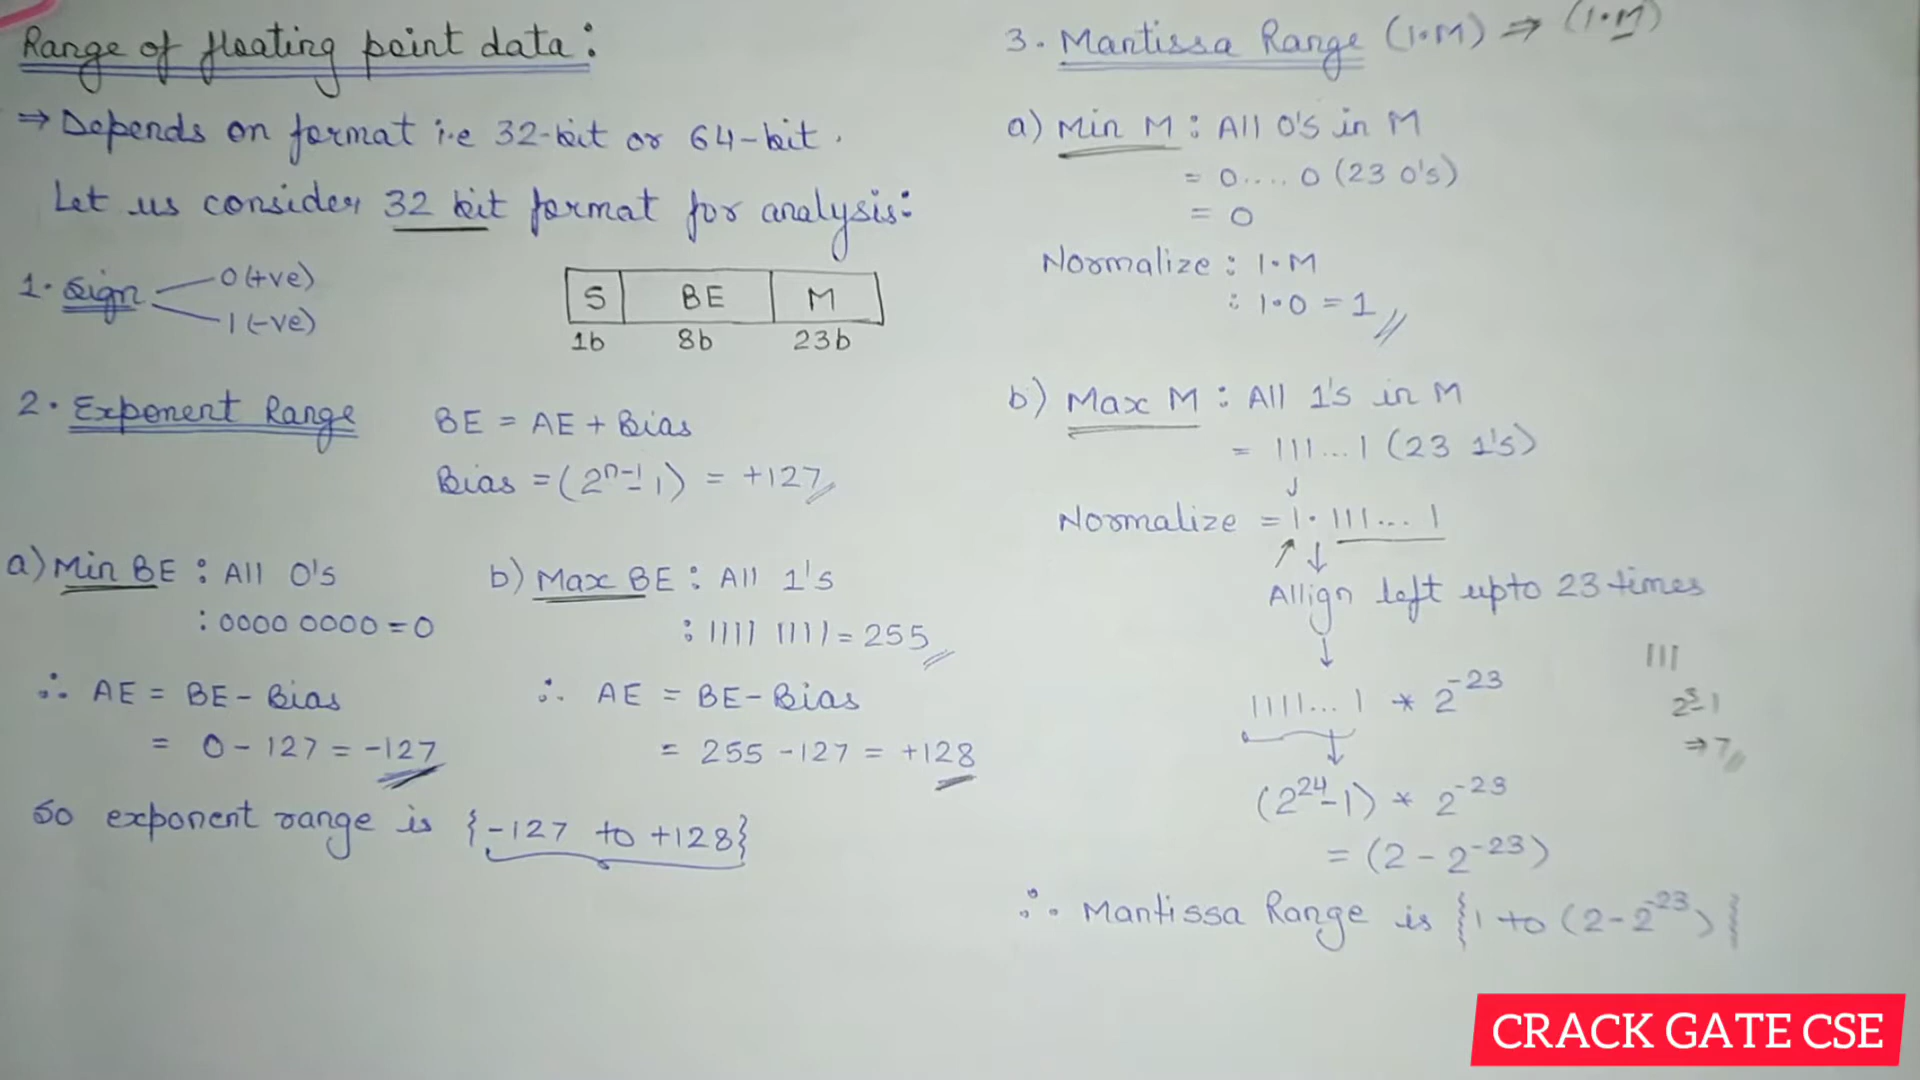 Range of floating point data:
⇒ Depends on format i.e 32-bit or 64-bit.
Let us consider 32 bit format for analysis:
1. Sign
0 (+ve)
1 (-ve)
S BE M
1b 8b 23b
2. Exponent Range
BE = AE + Bias
Bias = (2ⁿ⁻¹ - 1) = +127
a) Min BE : All 0's
: 0000 0000 = 0
∴ AE = BE - Bias
= 0 - 127 = -127
b) Max BE : All 1's
: 1111 1111 = 255
∴ AE = BE - Bias
= 255 - 127 = +128
So exponent range is {-127 to +128}
3. Mantissa Range (1.M) ⇒ (1.M)
a) Min M : All 0's in M
= 0.... 0 (23 0's)
= 0
Normalize : 1.M
: 1.0 = 1
b) Max M : All 1's in M
= 111... 1 (23 1's)
Normalize = 1.111... 1
Allign left upto 23 times
1111... 1 * 2⁻²³
(2²⁴ - 1) * 2⁻²³
= (2 - 2⁻²³)
111
2³-1
⇒ 7
∴ Mantissa Range is {1 to (2 - 2⁻²³)}
CRACK GATE CSE